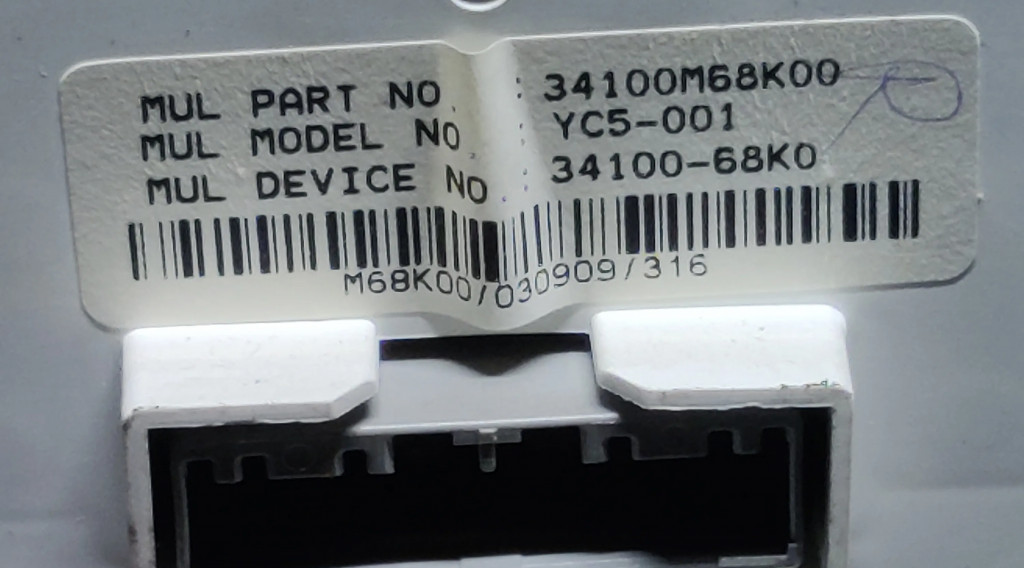 MUL PART NO. : 34100M68K00
MUL MODEL NO. : YC5-001
MUL DEVICE NO : 34100-68K0
M68K00/030909/316